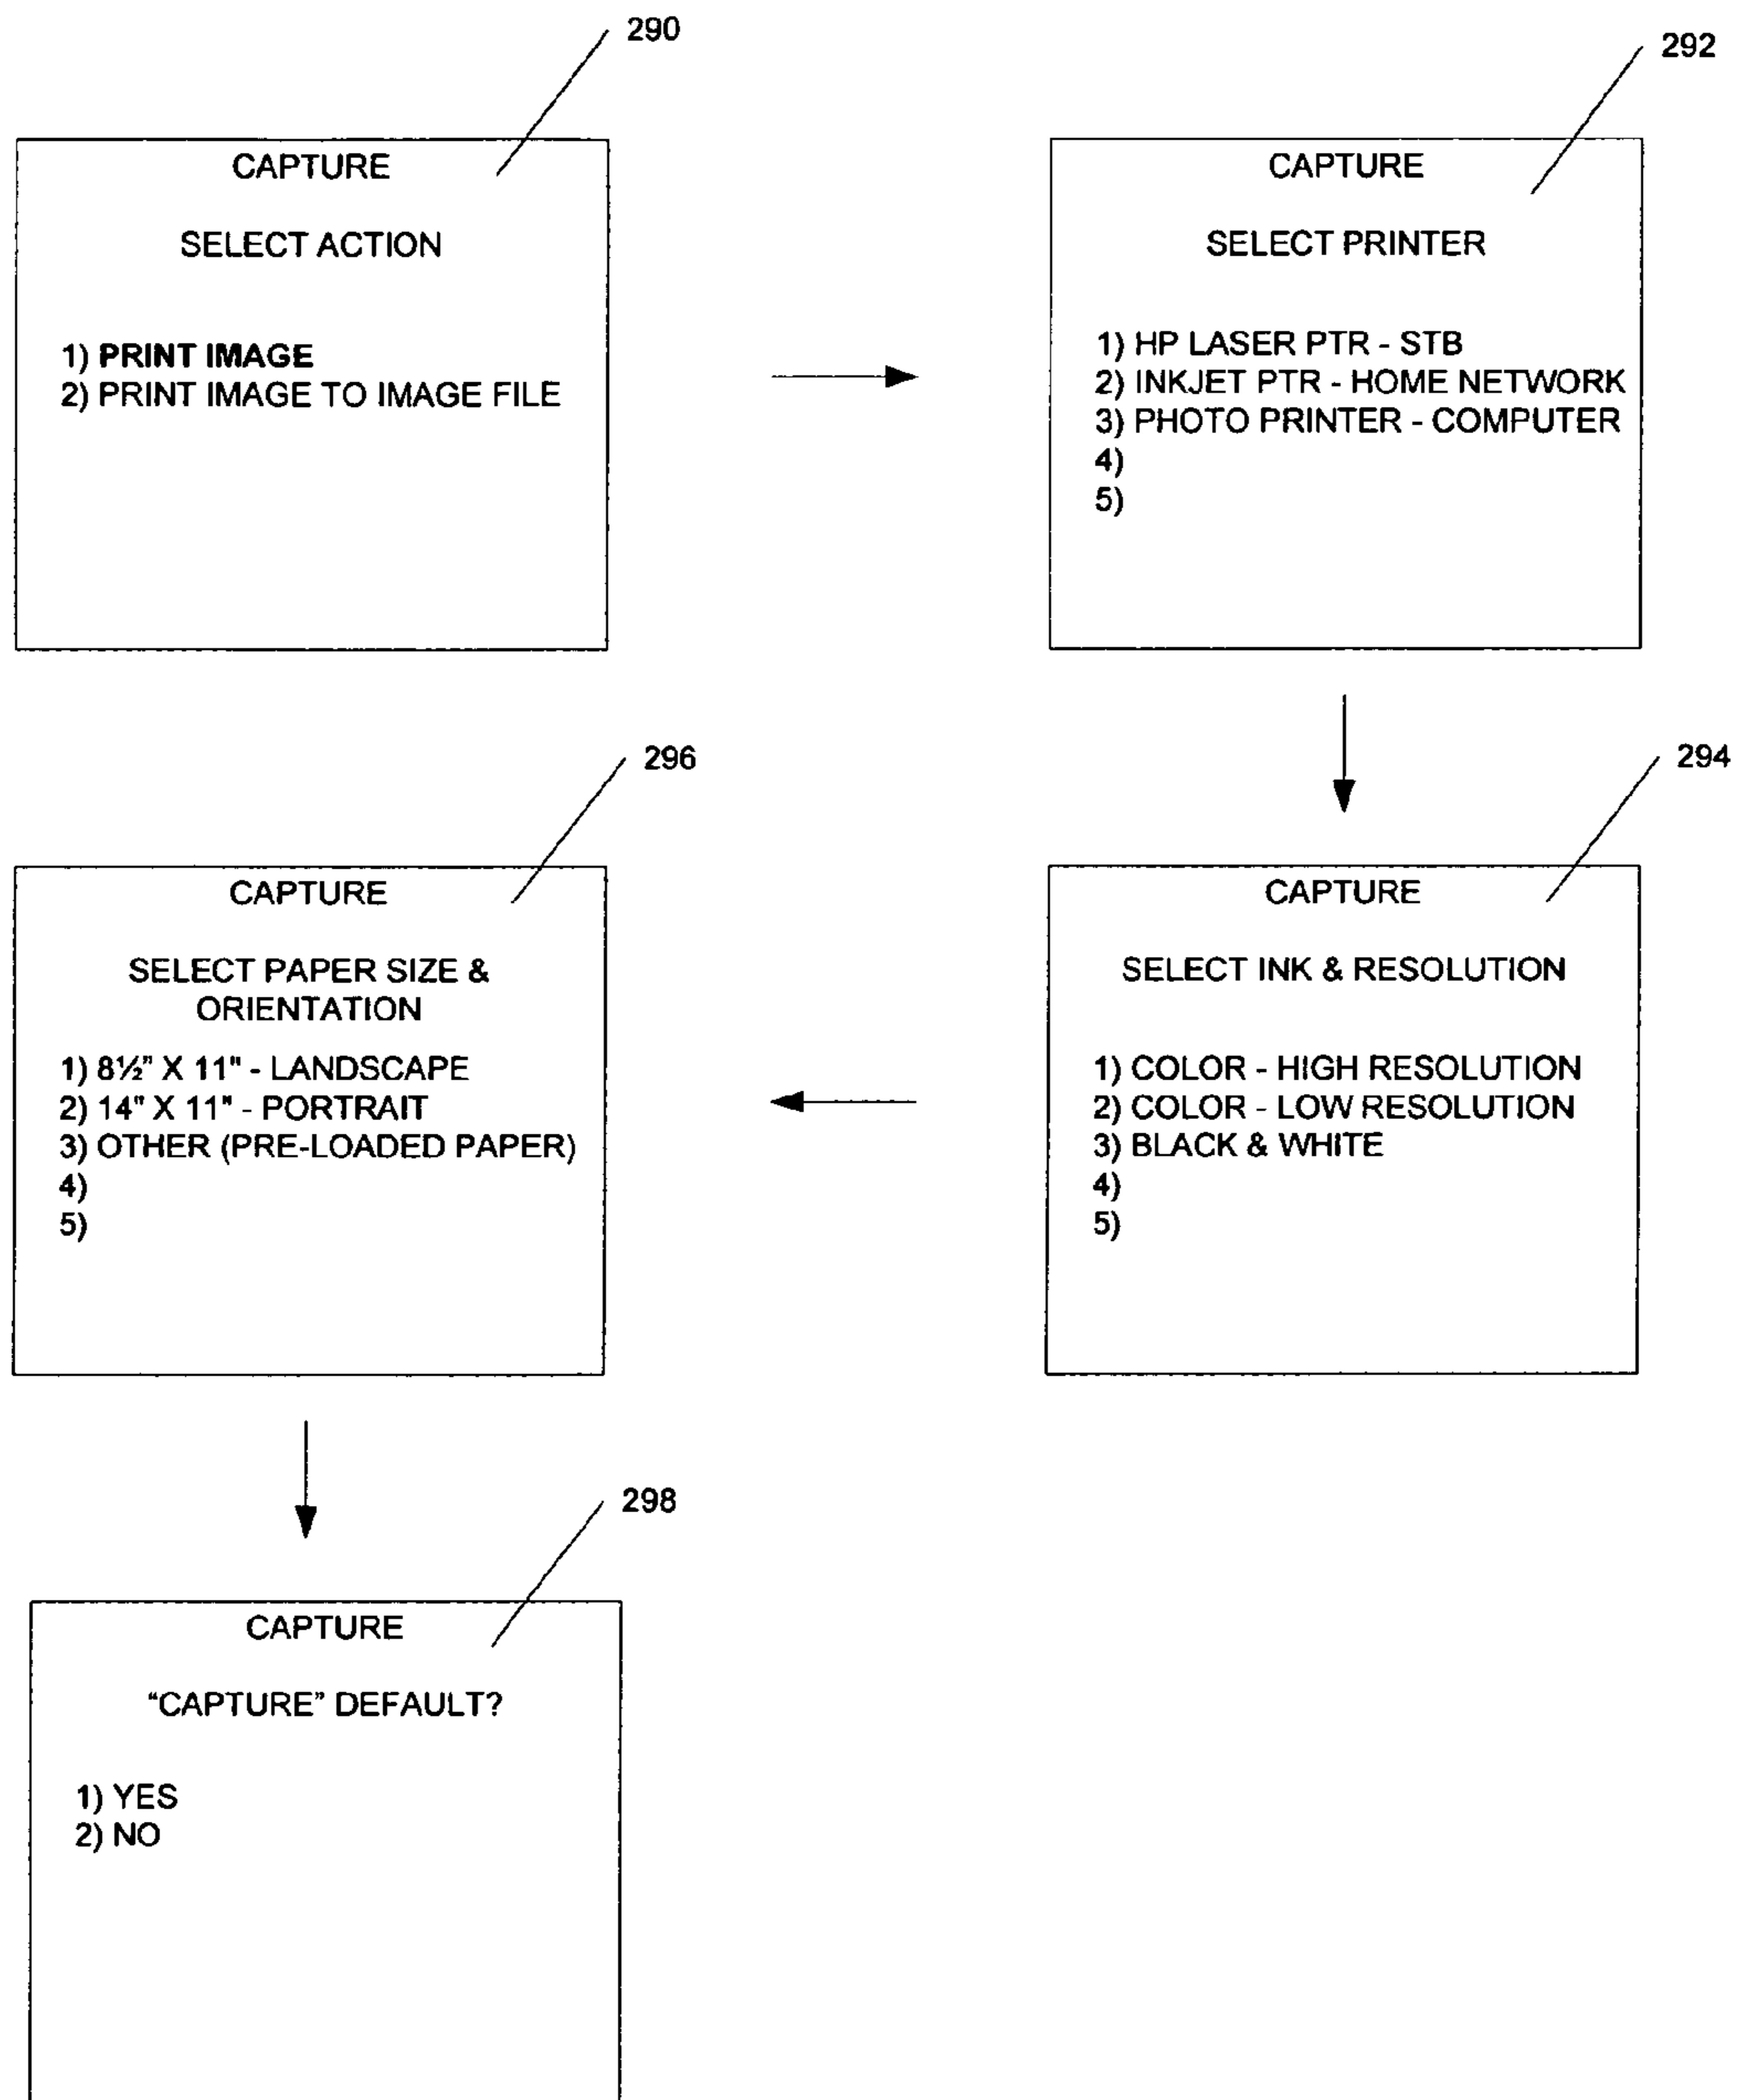 290
CAPTURE
SELECT ACTION
1) PRINT IMAGE
2) PRINT IMAGE TO IMAGE FILE
292
CAPTURE
SELECT PRINTER
1) HP LASER PTR - STB
2) INKJET PTR - HOME NETWORK
3) PHOTO PRINTER - COMPUTER
4)
5)
294
CAPTURE
SELECT INK & RESOLUTION
1) COLOR - HIGH RESOLUTION
2) COLOR - LOW RESOLUTION
3) BLACK & WHITE
4)
5)
296
CAPTURE
SELECT PAPER SIZE &
ORIENTATION
1) 8½” X 11" - LANDSCAPE
2) 14" X 11" - PORTRAIT
3) OTHER (PRE-LOADED PAPER)
4)
5)
298
CAPTURE
“CAPTURE” DEFAULT?
1) YES
2) NO